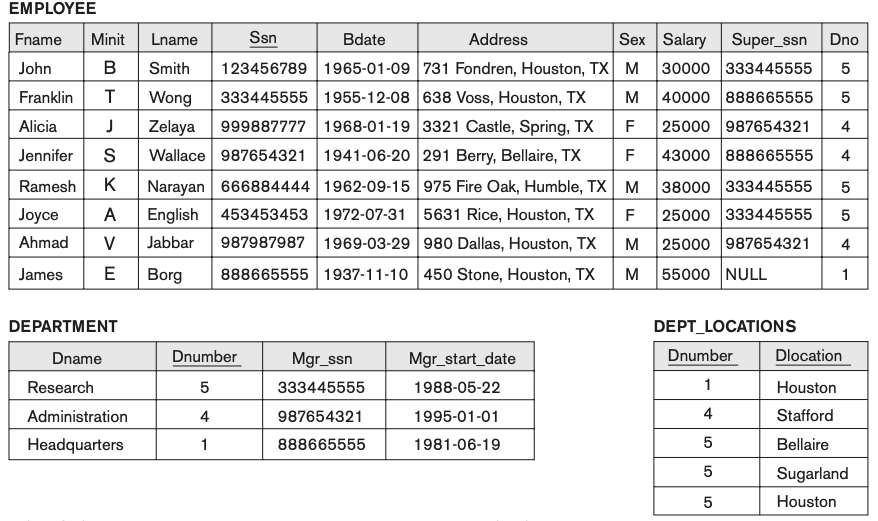 EMPLOYEE
Fname Minit Lname Ssn Bdate Address Sex Salary Super_ssn Dno
John B Smith 123456789 1965-01-09 731 Fondren, Houston, TX M 30000 333445555 5
Franklin T Wong 333445555 1955-12-08 638 Voss, Houston, TX M 40000 888665555 5
Alicia J Zelaya 999887777 1968-01-19 3321 Castle, Spring, TX F 25000 987654321 4
Jennifer S Wallace 987654321 1941-06-20 291 Berry, Bellaire, TX F 43000 888665555 4
Ramesh K Narayan 666884444 1962-09-15 975 Fire Oak, Humble, TX M 38000 333445555 5
Joyce A English 453453453 1972-07-31 5631 Rice, Houston, TX F 25000 333445555 5
Ahmad V Jabbar 987987987 1969-03-29 980 Dallas, Houston, TX M 25000 987654321 4
James E Borg 888665555 1937-11-10 450 Stone, Houston, TX M 55000 NULL 1
DEPARTMENT
Dname Dnumber Mgr_ssn Mgr_start_date
Research 5 333445555 1988-05-22
Administration 4 987654321 1995-01-01
Headquarters 1 888665555 1981-06-19
DEPT_LOCATIONS
Dnumber Dlocation
1 Houston
4 Stafford
5 Bellaire
5 Sugarland
5 Houston